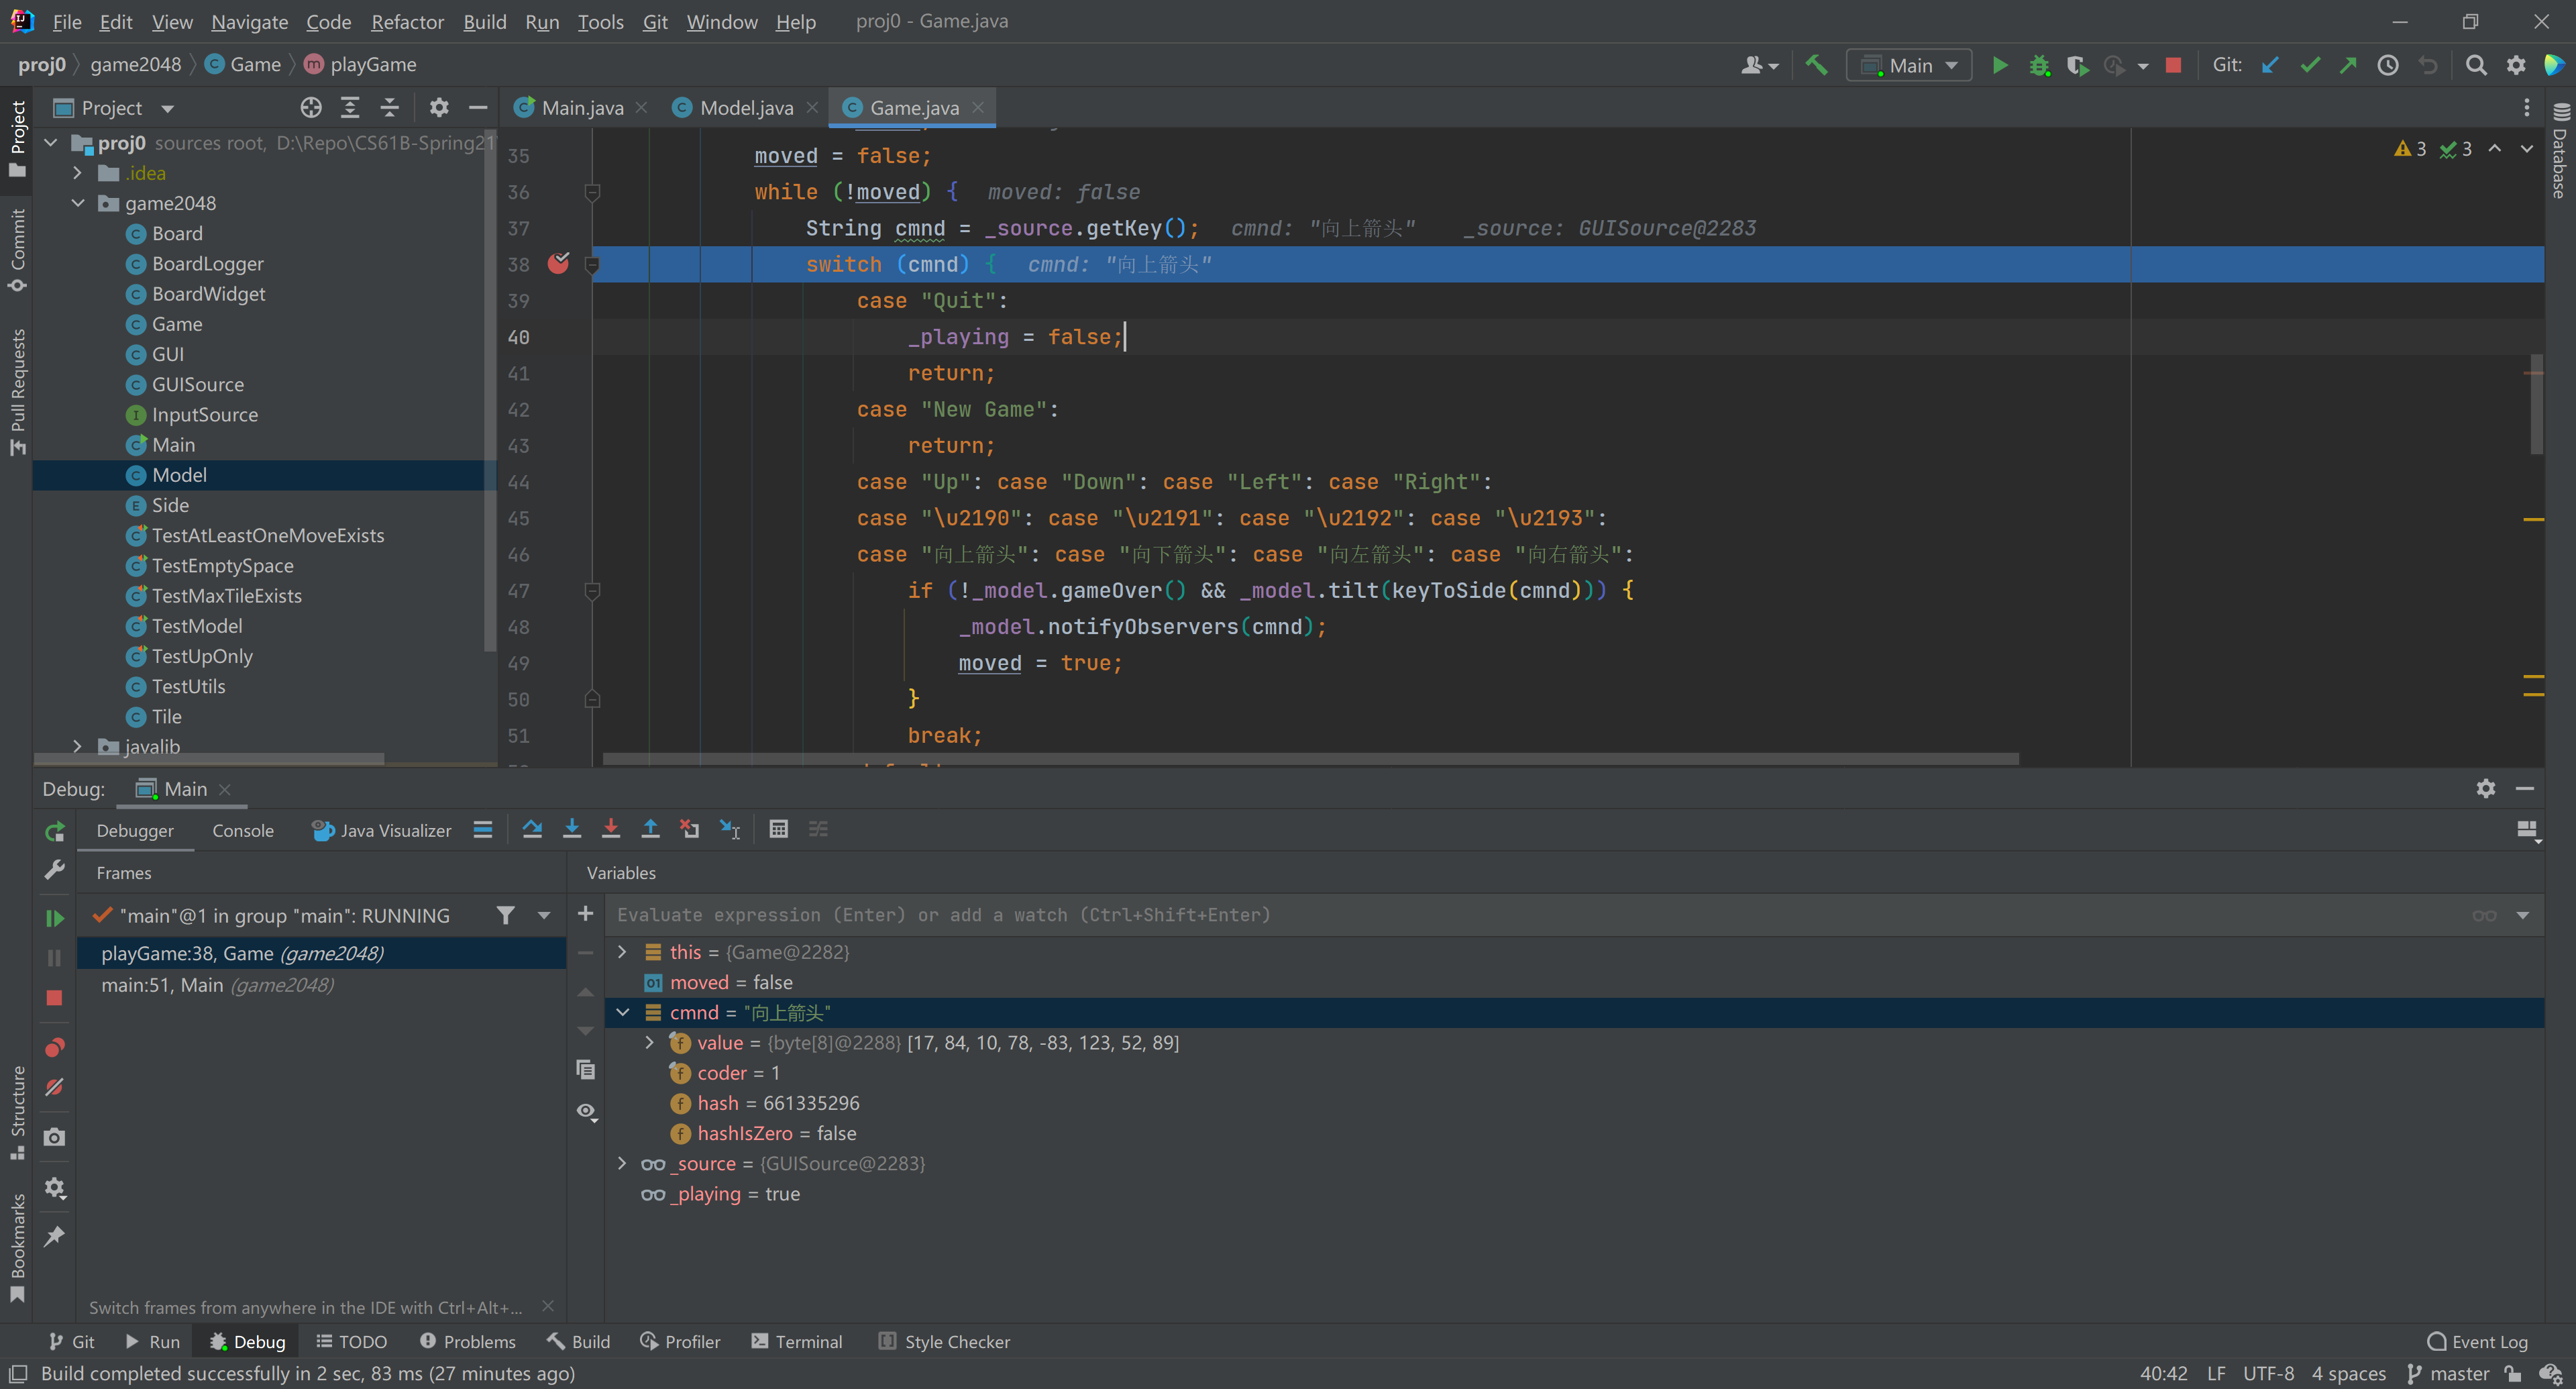 File Edit View Navigate Code Refactor Build Run Tools Git Window Help proj0 - Game.java
proj0 game2048 Game playGame
Main Git:
Project
Main.java Model.java Game.java
Project
Commit
Pull Requests
Structure
Bookmarks
Database
proj0 sources root, D:\Repo\CS61B-Spring21
.idea
game2048
Board
BoardLogger
BoardWidget
Game
GUI
GUISource
InputSource
Main
Model
Side
TestAtLeastOneMoveExists
TestEmptySpace
TestMaxTileExists
TestModel
TestUpOnly
TestUtils
Tile
javalib
3 3
35 moved = false;
36 while (!moved) { moved: false
37 String cmnd = _source.getKey(); cmnd: "向上箭头" _source: GUISource@2283
38 switch (cmnd) { cmnd: "向上箭头"
39 case "Quit":
40 _playing = false;
41 return;
42 case "New Game":
43 return;
44 case "Up": case "Down": case "Left": case "Right":
45 case "\u2190": case "\u2191": case "\u2192": case "\u2193":
46 case "向上箭头": case "向下箭头": case "向左箭头": case "向右箭头":
47 if (!_model.gameOver() && _model.tilt(keyToSide(cmnd))) {
48 _model.notifyObservers(cmnd);
49 moved = true;
50 }
51 break;
Debug: Main
Debugger Console Java Visualizer
Frames
"main"@1 in group "main": RUNNING
playGame:38, Game (game2048)
main:51, Main (game2048)
Switch frames from anywhere in the IDE with Ctrl+Alt+...
Variables
Evaluate expression (Enter) or add a watch (Ctrl+Shift+Enter)
this = {Game@2282}
moved = false
cmnd = "向上箭头"
value = {byte[8]@2288} [17, 84, 10, 78, -83, 123, 52, 89]
coder = 1
hash = 661335296
hashIsZero = false
_source = {GUISource@2283}
_playing = true
Git Run Debug TODO Problems Build Profiler Terminal Style Checker Event Log
Build completed successfully in 2 sec, 83 ms (27 minutes ago) 40:42 LF UTF-8 4 spaces master